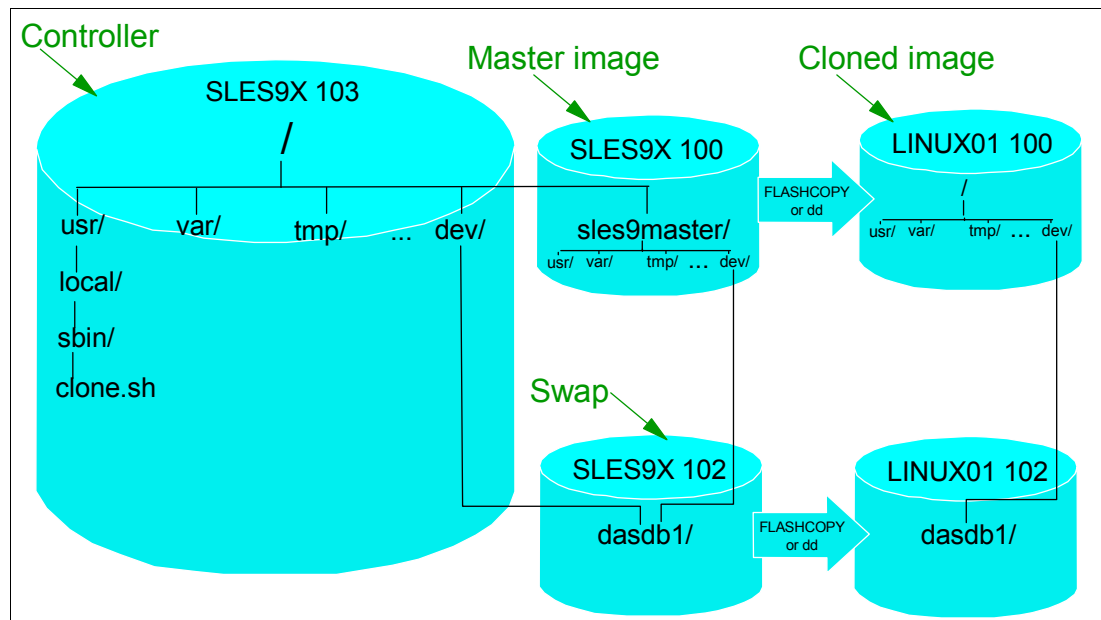 Controller
Master image
Cloned image
SLES9X 103
/
usr/ var/ tmp/ ... dev/
local/
sbin/
clone.sh
SLES9X 100
sles9master/
usr/ var/ tmp/ ... dev/
FLASHCOPY
or dd
LINUX01 100
/
usr/ var/ tmp/ ... dev/
Swap
SLES9X 102
dasdb1/
FLASHCOPY
or dd
LINUX01 102
dasdb1/